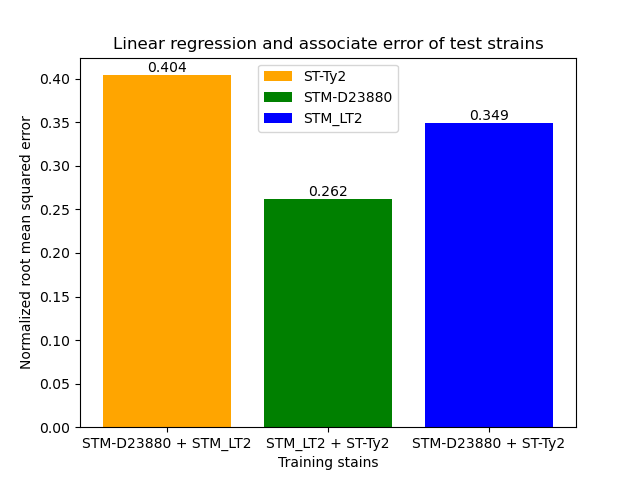 Linear regression and associate error of test strains
0.404
0.262
0.349
ST-Ty2
STM-D23880
STM_LT2
Normalized root mean squared error
0.40
0.35
0.30
0.25
0.20
0.15
0.10
0.05
0.00
STM-D23880 + STM_LT2
STM_LT2 + ST-Ty2
STM-D23880 + ST-Ty2
Training stains